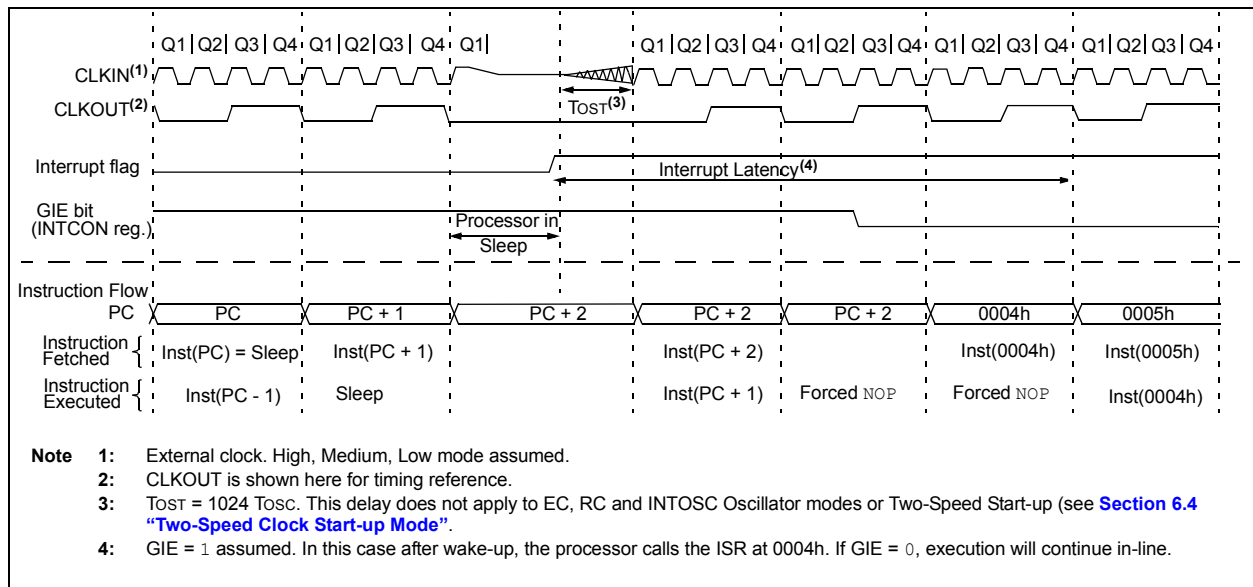 Q1| Q2| Q3| Q4 Q1| Q2| Q3| Q4 Q1| Q1| Q2| Q3| Q4 Q1| Q2| Q3| Q4 Q1| Q2| Q3| Q4 Q1| Q2| Q3| Q4
CLKIN(1)
CLKOUT(2)
TOST(3)
Interrupt flag
Interrupt Latency(4)
GIE bit
(INTCON reg.)
Processor in
Sleep
Instruction Flow
PC PC PC + 1 PC + 2 PC + 2 PC + 2 0004h 0005h
Instruction
Fetched { Inst(PC) = Sleep Inst(PC + 1) Inst(PC + 2) Inst(0004h) Inst(0005h)
Instruction
Executed { Inst(PC - 1) Sleep Inst(PC + 1) Forced NOP Forced NOP Inst(0004h)
Note 1: External clock. High, Medium, Low mode assumed.
2: CLKOUT is shown here for timing reference.
3: TOST = 1024 TOSC. This delay does not apply to EC, RC and INTOSC Oscillator modes or Two-Speed Start-up (see Section 6.4
“Two-Speed Clock Start-up Mode”.
4: GIE = 1 assumed. In this case after wake-up, the processor calls the ISR at 0004h. If GIE = 0, execution will continue in-line.